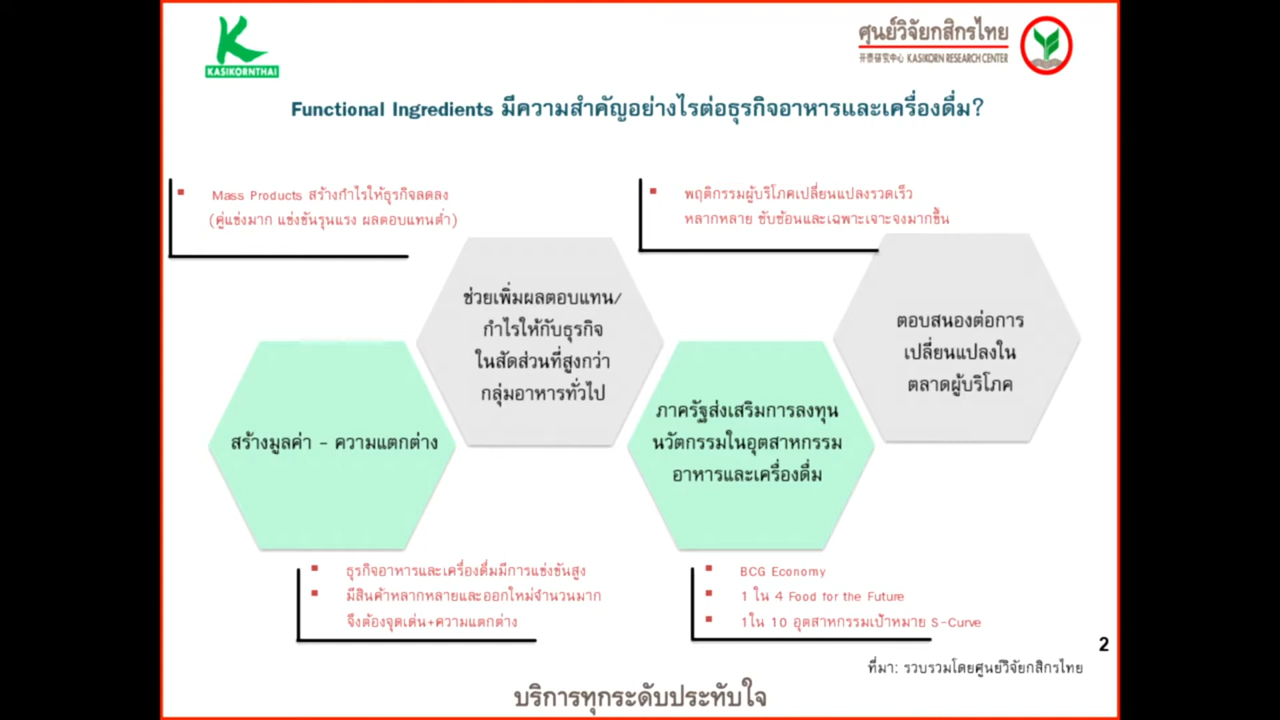 KASIKORNTHAI
ศูนย์วิจัยกสิกรไทย
开泰研究中心 KASIKORN RESEARCH CENTER
Functional Ingredients มีความสำคัญอย่างไรต่อธุรกิจอาหารและเครื่องดื่ม?
Mass Products สร้างกำไรให้ธุรกิจลดลง
(คู่แข่งมาก แข่งขันรุนแรง ผลตอบแทนต่ำ)
พฤติกรรมผู้บริโภคเปลี่ยนแปลงรวดเร็ว
หลากหลาย ซับซ้อนและเฉพาะเจาะจงมากขึ้น
ช่วยเพิ่มผลตอบแทน/
กำไรให้กับธุรกิจ
ในสัดส่วนที่สูงกว่า
กลุ่มอาหารทั่วไป
ตอบสนองต่อการ
เปลี่ยนแปลงใน
ตลาดผู้บริโภค
สร้างมูลค่า - ความแตกต่าง
ภาครัฐส่งเสริมการลงทุน
นวัตกรรมในอุตสาหกรรม
อาหารและเครื่องดื่ม
ธุรกิจอาหารและเครื่องดื่มมีการแข่งขันสูง
มีสินค้าหลากหลายและออกใหม่จำนวนมาก
จึงต้องจุดเด่น+ความแตกต่าง
BCG Economy
1 ใน 4 Food for the Future
1ใน 10 อุตสาหกรรมเป้าหมาย S-Curve
2
ที่มา: รวบรวมโดยศูนย์วิจัยกสิกรไทย
บริการทุกระดับประทับใจ